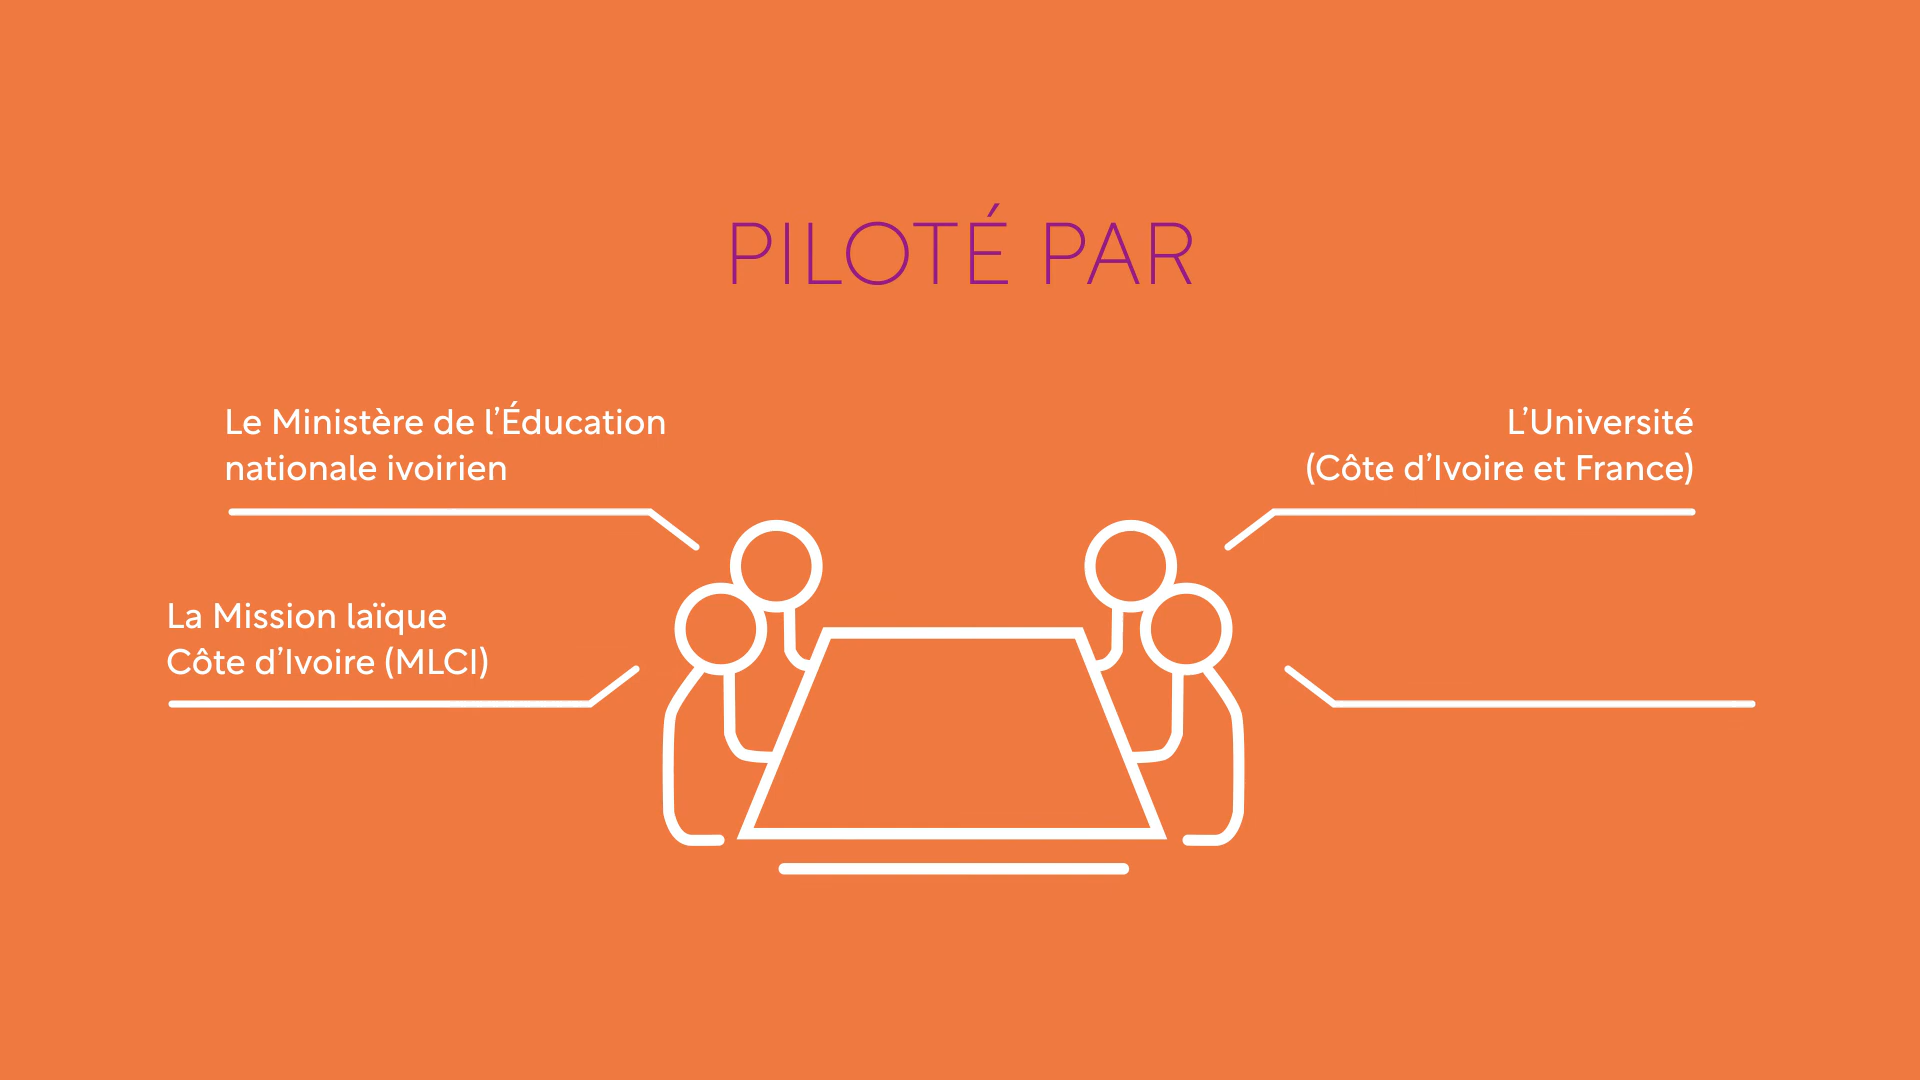 PILOTÉ PAR
Le Ministère de l’Éducation
nationale ivoirien
L’Université
(Côte d’Ivoire et France)
La Mission laïque
Côte d’Ivoire (MLCI)